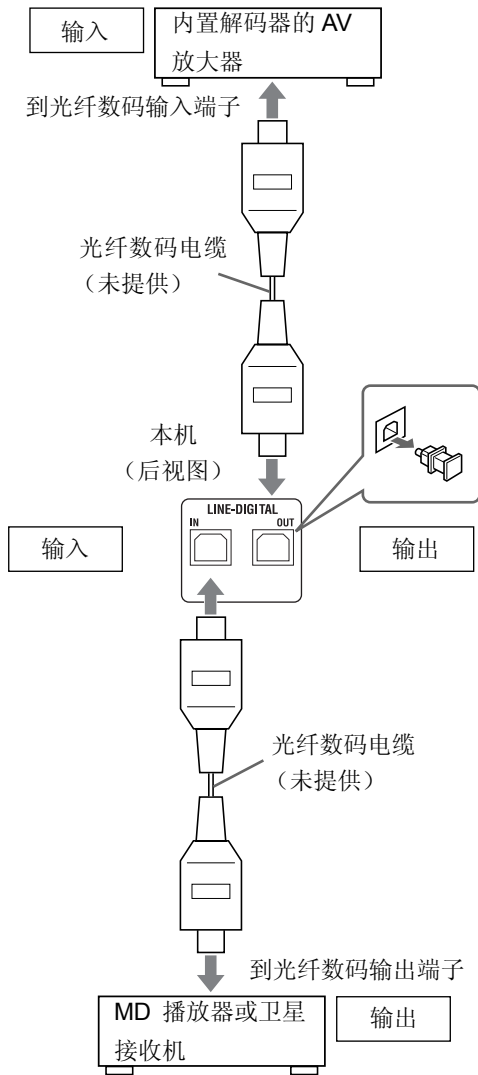 输入
内置解码器的 AV
放大器
到光纤数码输入端子
光纤数码电缆
（未提供）
本机
（后视图）
LINE-DIGITAL
IN
OUT
输入
输出
光纤数码电缆
（未提供）
到光纤数码输出端子
MD 播放器或卫星
接收机
输出